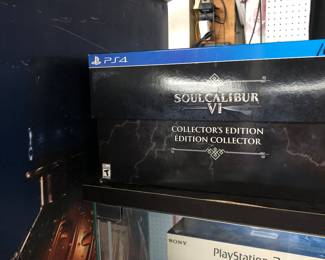 PS4
SOULCALIBUR
VI
COLLECTOR'S EDITION
ÉDITION COLLECTOR
T
SONY
PlayStation